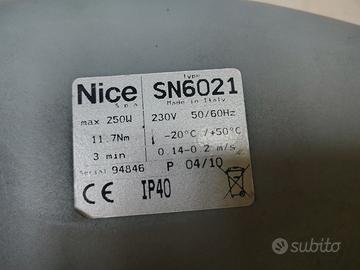 Nice
S.p.a.
type
SN6021
Made in Italy
max 250W
230V 50/60Hz
11.7Nm
-20°C /+50°C
3 min
0.14-0.2 m/s
Serial 94846
P 04/10
CE
IP40
subito